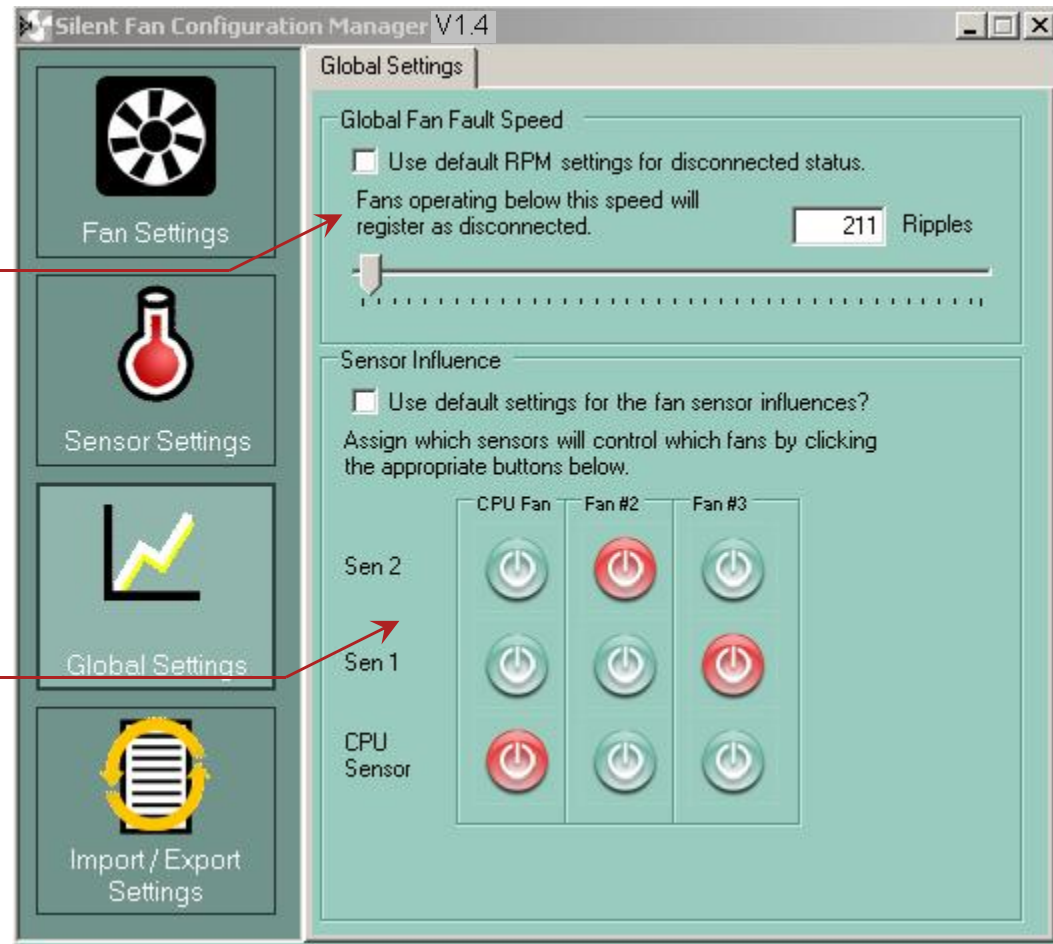 Silent Fan Configuration Manager V1.4
Fan Settings
Sensor Settings
Global Settings
Import / Export
Settings
Global Settings
Global Fan Fault Speed
Use default RPM settings for disconnected status.
Fans operating below this speed will
register as disconnected.
211 Ripples
Sensor Influence
Use default settings for the fan sensor influences?
Assign which sensors will control which fans by clicking
the appropriate buttons below.
CPU Fan Fan #2 Fan #3
Sen 2
Sen 1
CPU
Sensor